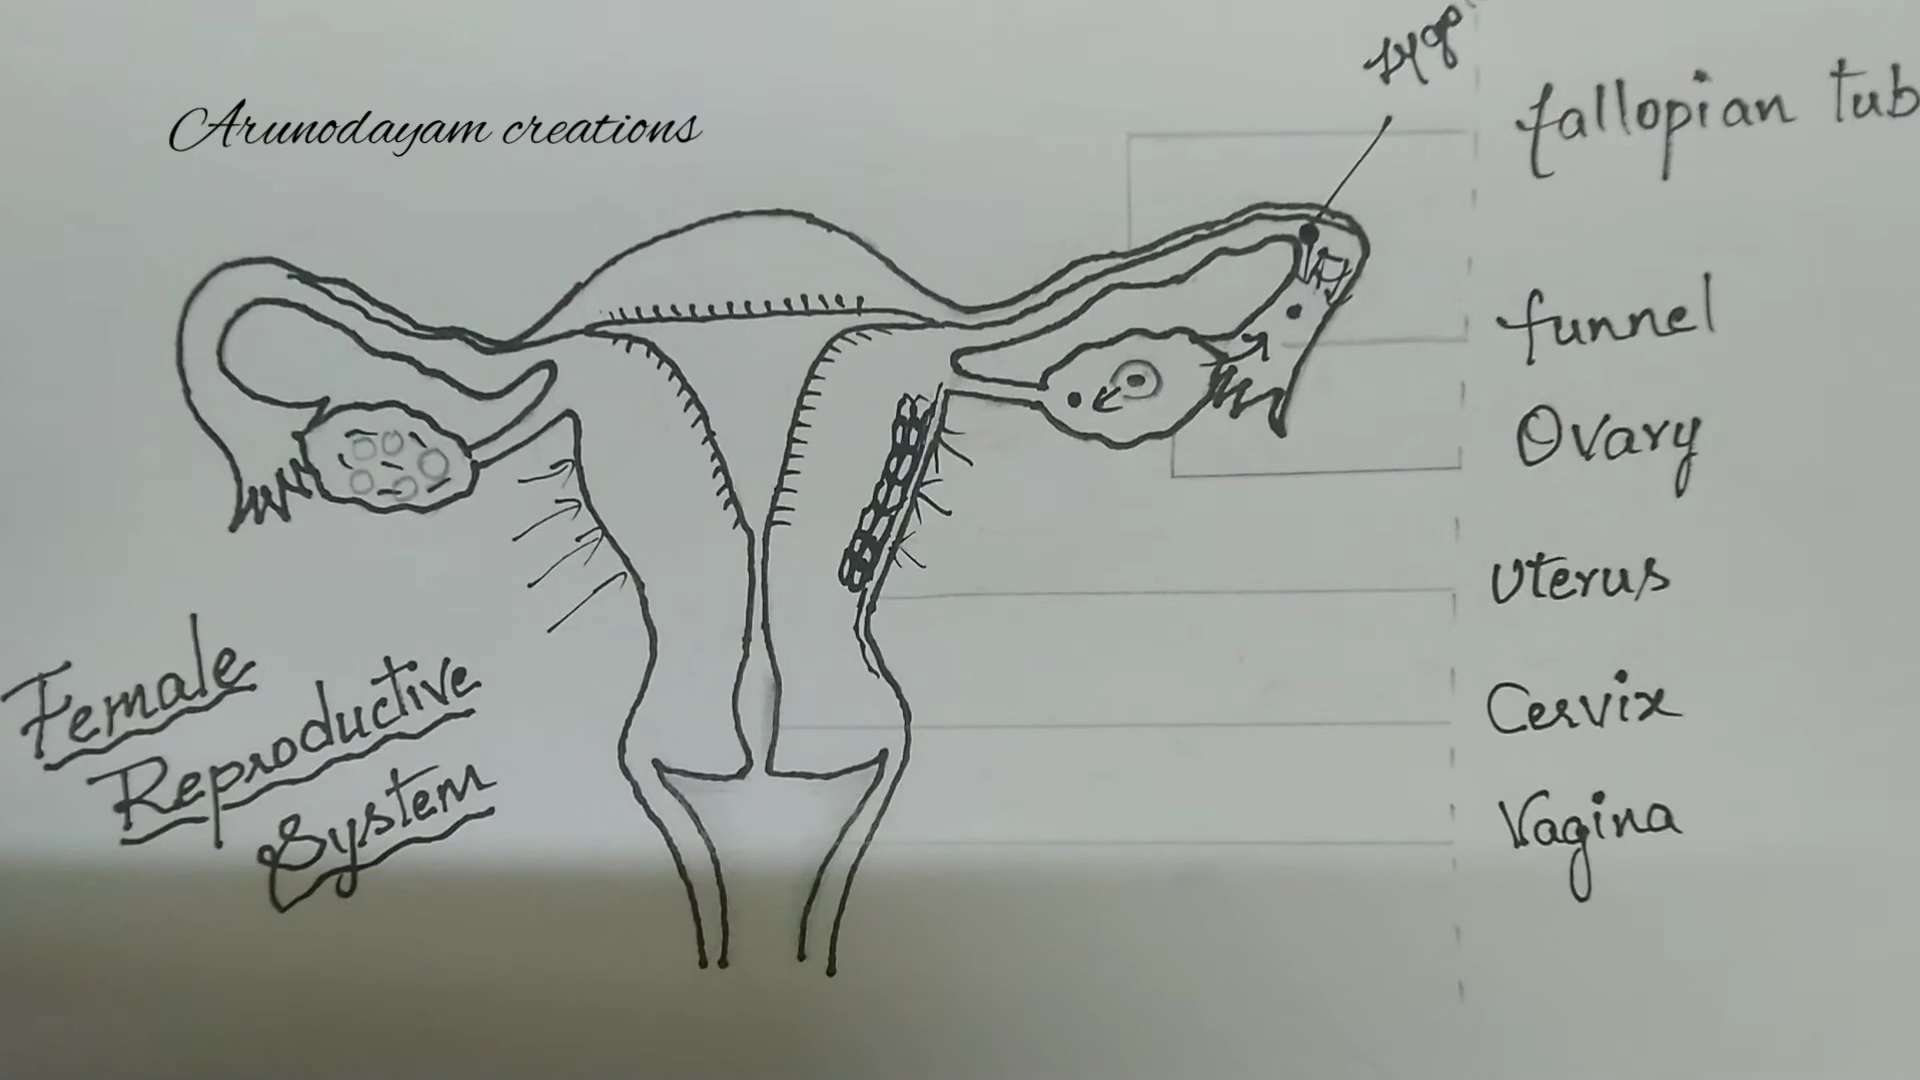 Arunodayam creations
fallopian tub
funnel
Ovary
Uterus
Cervix
Vagina
Female
Reproductive
System